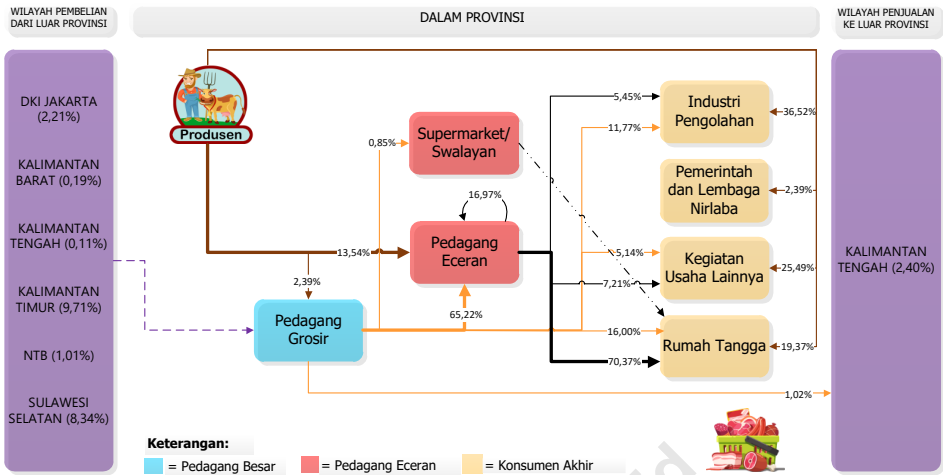 WILAYAH PEMBELIAN
DARI LUAR PROVINSI
DALAM PROVINSI
WILAYAH PENJUALAN
KE LUAR PROVINSI
DKI JAKARTA
(2,21%)
KALIMANTAN
BARAT (0,19%)
KALIMANTAN
TENGAH (0,11%)
KALIMANTAN
TIMUR (9,71%)
NTB (1,01%)
SULAWESI
SELATAN (8,34%)
Produsen
Supermarket/
Swalayan
0,85%
16,97%
Pedagang
Eceran
13,54%
2,39%
Pedagang
Grosir
65,22%
5,45%
11,77%
Industri
Pengolahan
36,52%
Pemerintah
dan Lembaga
Nirlaba
2,39%
5,14%
7,21%
Kegiatan
Usaha Lainnya
25,49%
16,00%
70,37%
Rumah Tangga
19,37%
1,02%
KALIMANTAN
TENGAH (2,40%)
Keterangan:
= Pedagang Besar
= Pedagang Eceran
= Konsumen Akhir